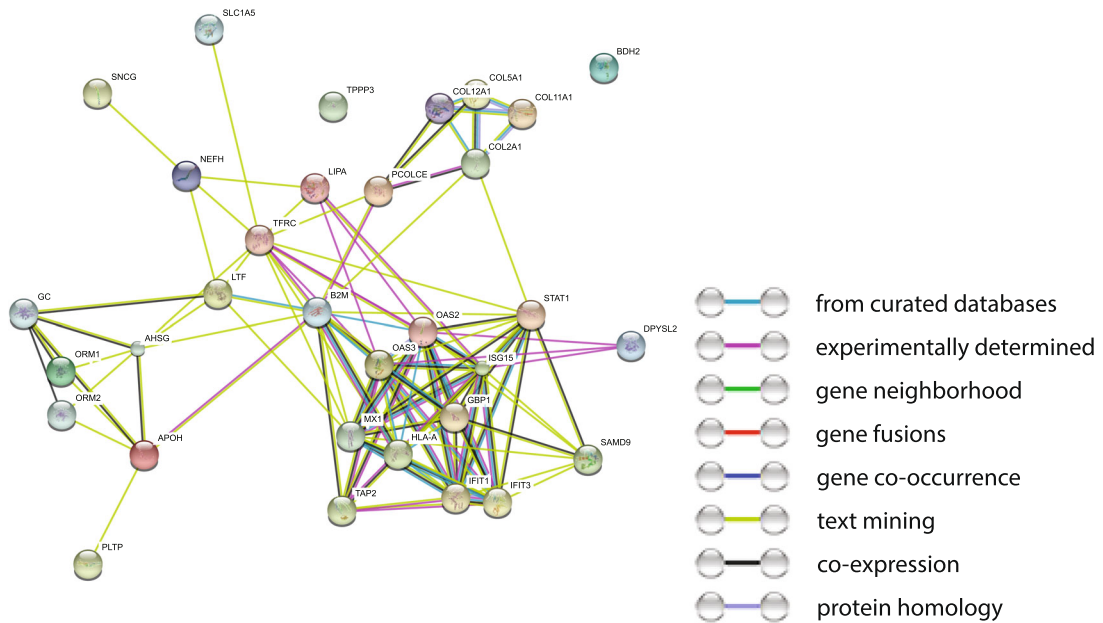 SLC1A5
BDH2
SNCG
TPPP3
COL5A1
COL12A1
COL11A1
COL2A1
NEFH
LIPA
PCOLCE
TFRC
LTF
B2M
GC
STAT1
OAS2
DPYSL2
AHSG
OAS3
ORM1
ISG15
ORM2
GBP1
MX1
APOH
HLA-A
SAMD9
IFIT1
IFIT3
TAP2
PLTP
from curated databases
experimentally determined
gene neighborhood
gene fusions
gene co-occurrence
text mining
co-expression
protein homology